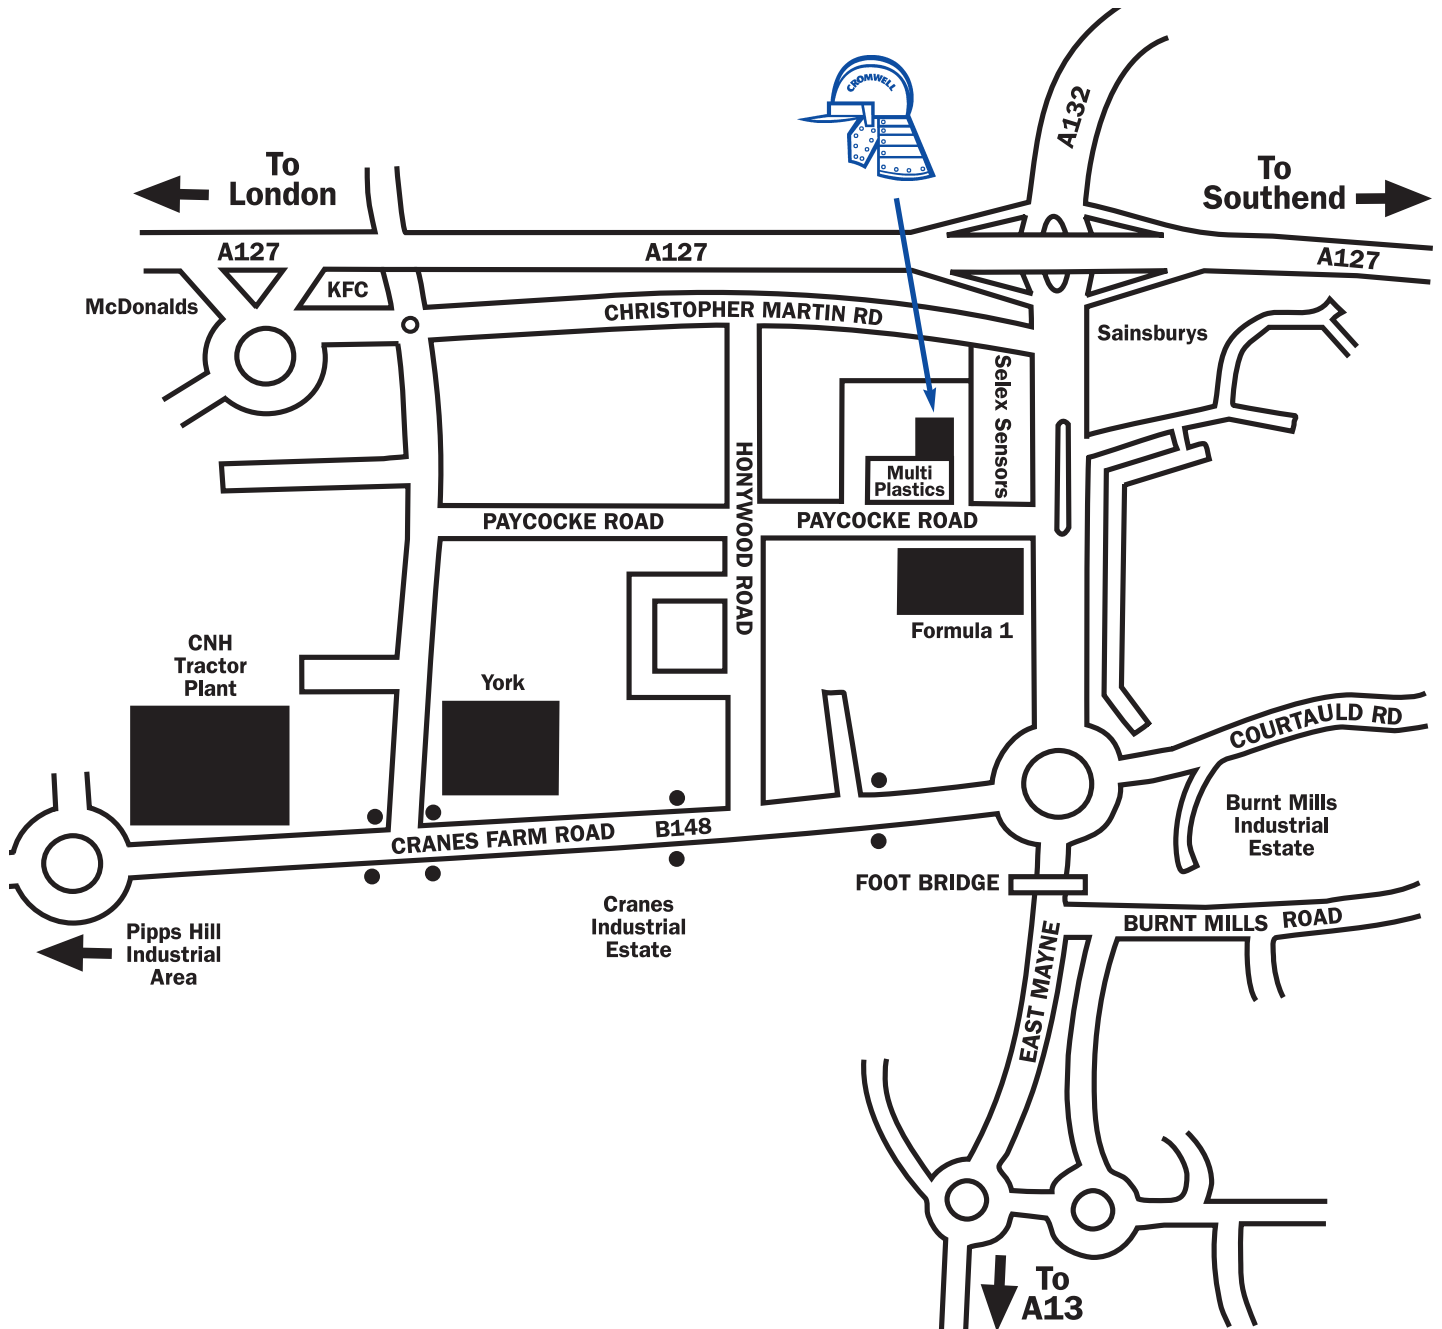 CROMWELL
A132
To
London
To
Southend
A127
A127
A127
McDonalds
KFC
CHRISTOPHER MARTIN RD
Sainsburys
Selex Sensors
HONYWOOD ROAD
Multi
Plastics
PAYCOCKE ROAD
PAYCOCKE ROAD
Formula 1
CNH
Tractor
Plant
York
COURTAULD RD
Burnt Mills
Industrial
Estate
CRANES FARM ROAD B148
FOOT BRIDGE
Cranes
Industrial
Estate
BURNT MILLS ROAD
Pipps Hill
Industrial
Area
EAST MAYNE
To
A13